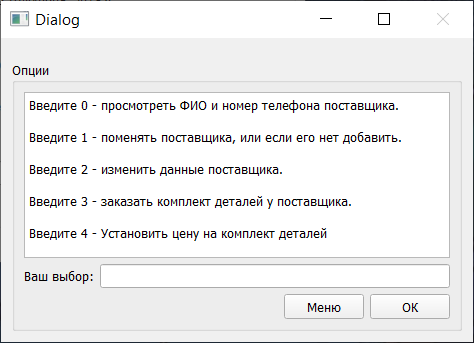 Dialog
Опции
Введите 0 - просмотреть ФИО и номер телефона поставщика.
Введите 1 - поменять поставщика, или если его нет добавить.
Введите 2 - изменить данные поставщика.
Введите 3 - заказать комплект деталей у поставщика.
Введите 4 - Установить цену на комплект деталей
Ваш выбор:
Меню
ОК